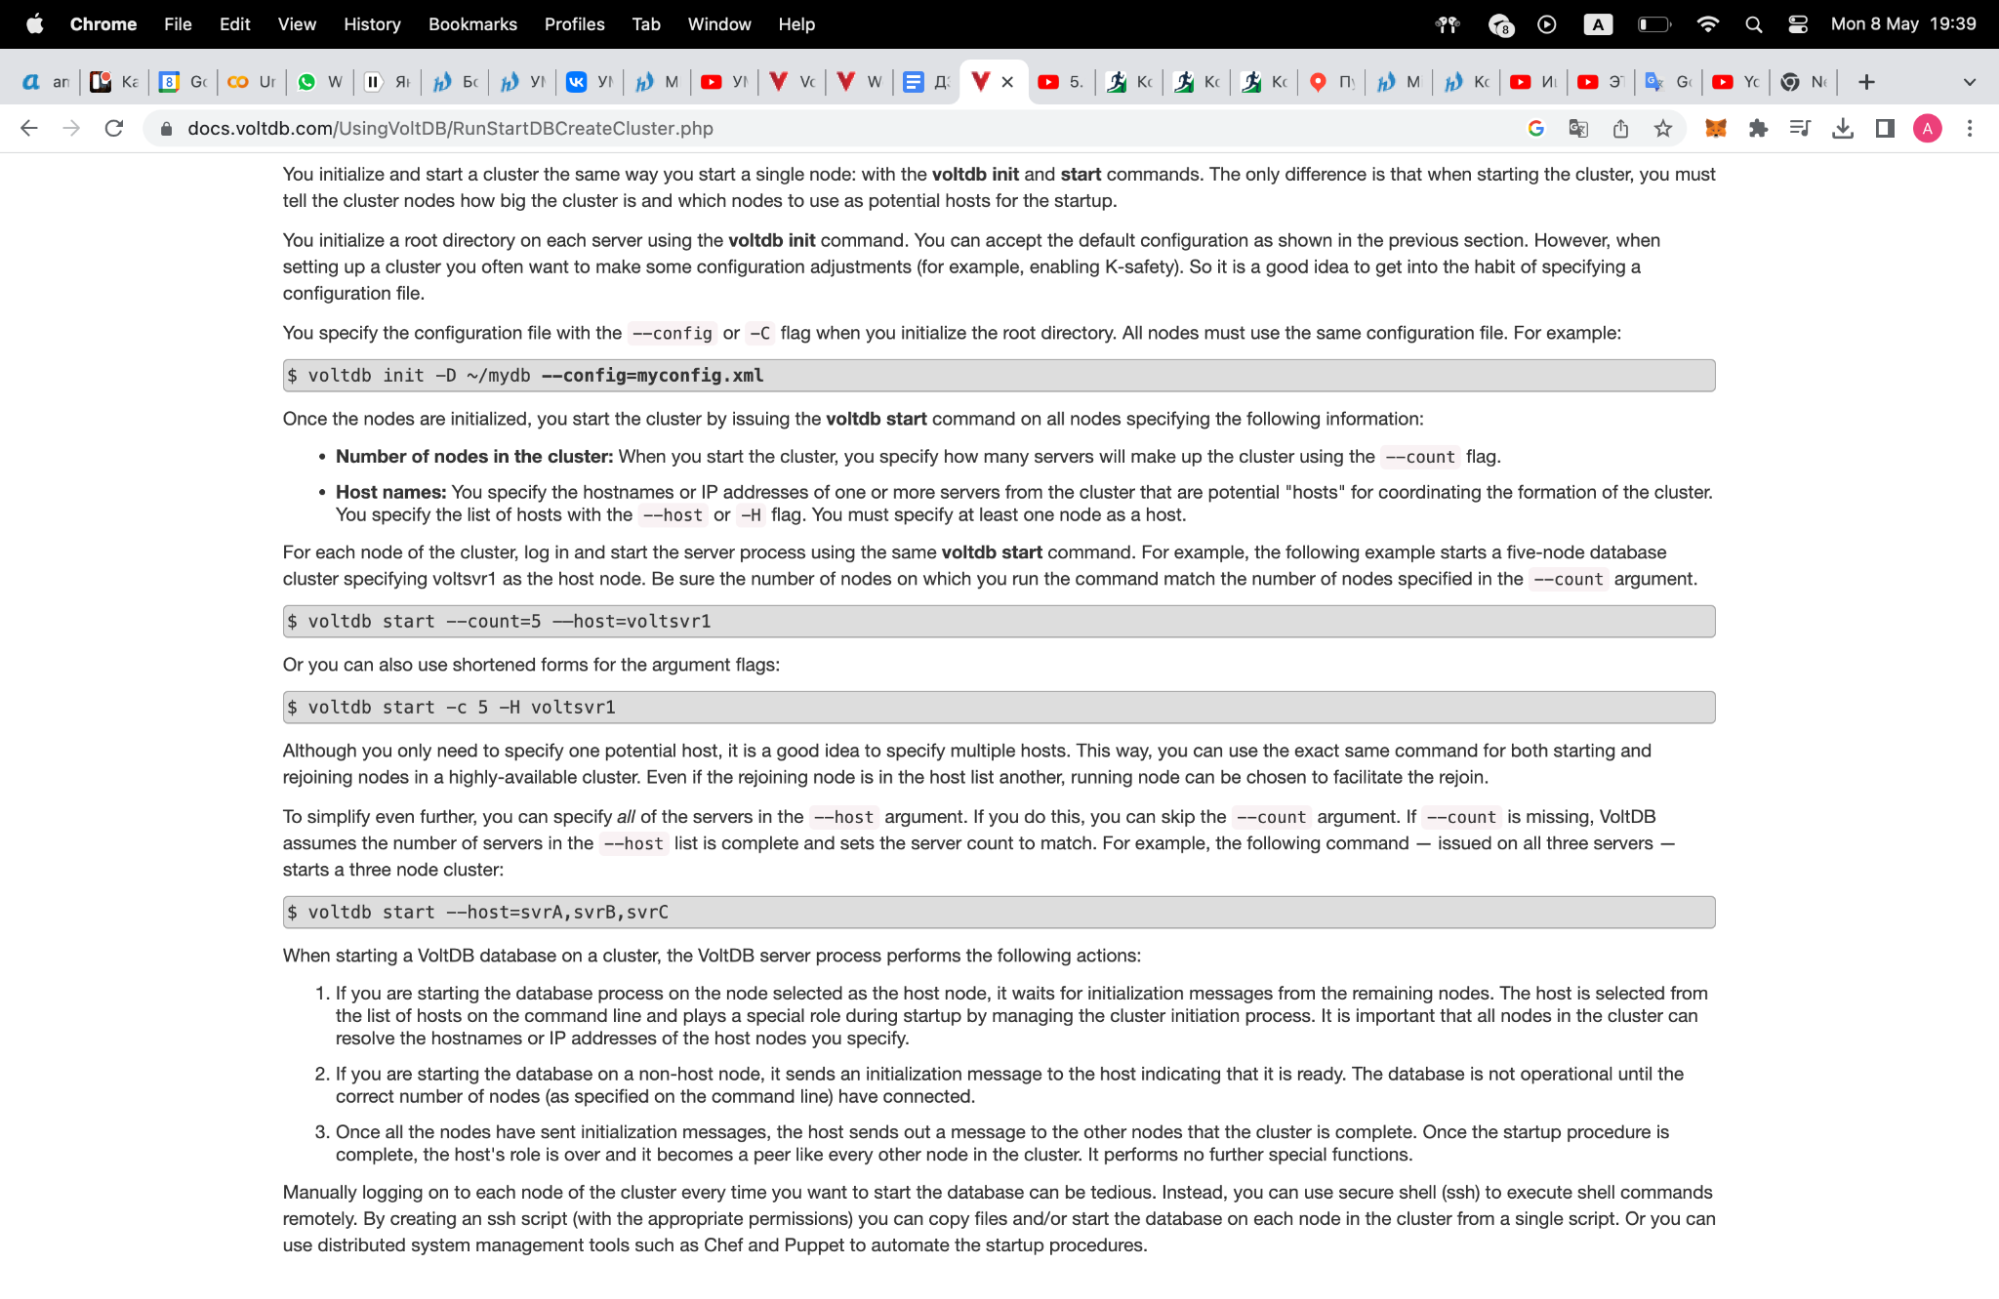 Chrome File Edit View History Bookmarks Profiles Tab Window Help 8 A Mon 8 May 19:39
a an Ka 8 Go Ur W Ян Бс УГ УГ М УГ Vc W Д: 5. Кс Кс Кс П М Кс И Э G Yc N
docs.voltdb.com/UsingVoltDB/RunStartDBCreateCluster.php A
You initialize and start a cluster the same way you start a single node: with the voltdb init and start commands. The only difference is that when starting the cluster, you must
tell the cluster nodes how big the cluster is and which nodes to use as potential hosts for the startup.
You initialize a root directory on each server using the voltdb init command. You can accept the default configuration as shown in the previous section. However, when
setting up a cluster you often want to make some configuration adjustments (for example, enabling K-safety). So it is a good idea to get into the habit of specifying a
configuration file.
You specify the configuration file with the --config or -C flag when you initialize the root directory. All nodes must use the same configuration file. For example:
$ voltdb init -D ~/mydb --config=myconfig.xml
Once the nodes are initialized, you start the cluster by issuing the voltdb start command on all nodes specifying the following information:
• Number of nodes in the cluster: When you start the cluster, you specify how many servers will make up the cluster using the --count flag.
• Host names: You specify the hostnames or IP addresses of one or more servers from the cluster that are potential "hosts" for coordinating the formation of the cluster.
You specify the list of hosts with the --host or -H flag. You must specify at least one node as a host.
For each node of the cluster, log in and start the server process using the same voltdb start command. For example, the following example starts a five-node database
cluster specifying voltsvr1 as the host node. Be sure the number of nodes on which you run the command match the number of nodes specified in the --count argument.
$ voltdb start --count=5 --host=voltsvr1
Or you can also use shortened forms for the argument flags:
$ voltdb start -c 5 -H voltsvr1
Although you only need to specify one potential host, it is a good idea to specify multiple hosts. This way, you can use the exact same command for both starting and
rejoining nodes in a highly-available cluster. Even if the rejoining node is in the host list another, running node can be chosen to facilitate the rejoin.
To simplify even further, you can specify all of the servers in the --host argument. If you do this, you can skip the --count argument. If --count is missing, VoltDB
assumes the number of servers in the --host list is complete and sets the server count to match. For example, the following command — issued on all three servers —
starts a three node cluster:
$ voltdb start --host=svrA,svrB,svrC
When starting a VoltDB database on a cluster, the VoltDB server process performs the following actions:
1. If you are starting the database process on the node selected as the host node, it waits for initialization messages from the remaining nodes. The host is selected from
the list of hosts on the command line and plays a special role during startup by managing the cluster initiation process. It is important that all nodes in the cluster can
resolve the hostnames or IP addresses of the host nodes you specify.
2. If you are starting the database on a non-host node, it sends an initialization message to the host indicating that it is ready. The database is not operational until the
correct number of nodes (as specified on the command line) have connected.
3. Once all the nodes have sent initialization messages, the host sends out a message to the other nodes that the cluster is complete. Once the startup procedure is
complete, the host's role is over and it becomes a peer like every other node in the cluster. It performs no further special functions.
Manually logging on to each node of the cluster every time you want to start the database can be tedious. Instead, you can use secure shell (ssh) to execute shell commands
remotely. By creating an ssh script (with the appropriate permissions) you can copy files and/or start the database on each node in the cluster from a single script. Or you can
use distributed system management tools such as Chef and Puppet to automate the startup procedures.